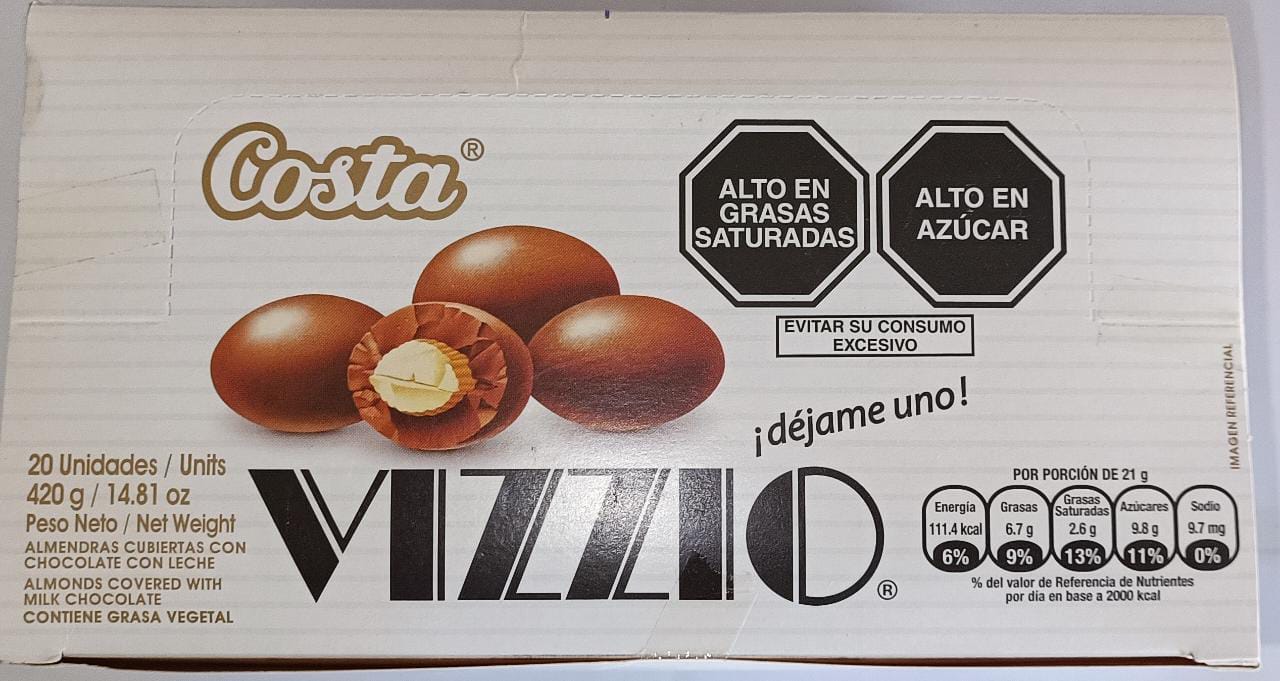 Costa®
ALTO EN
GRASAS
SATURADAS
ALTO EN
AZÚCAR
EVITAR SU CONSUMO
EXCESIVO
¡déjame uno!
VIZZIO®
20 Unidades / Units
420 g / 14.81 oz
Peso Neto / Net Weight
ALMENDRAS CUBIERTAS CON
CHOCOLATE CON LECHE
ALMONDS COVERED WITH
MILK CHOCOLATE
CONTIENE GRASA VEGETAL
POR PORCIÓN DE 21 g
Energía
111.4 kcal
6%
Grasas
6.7 g
9%
Grasas
Saturadas
2.6 g
13%
Azúcares
9.8 g
11%
Sodio
9.7 mg
0%
% del valor de Referencia de Nutrientes
por día en base a 2000 kcal
IMAGEN REFERENCIAL